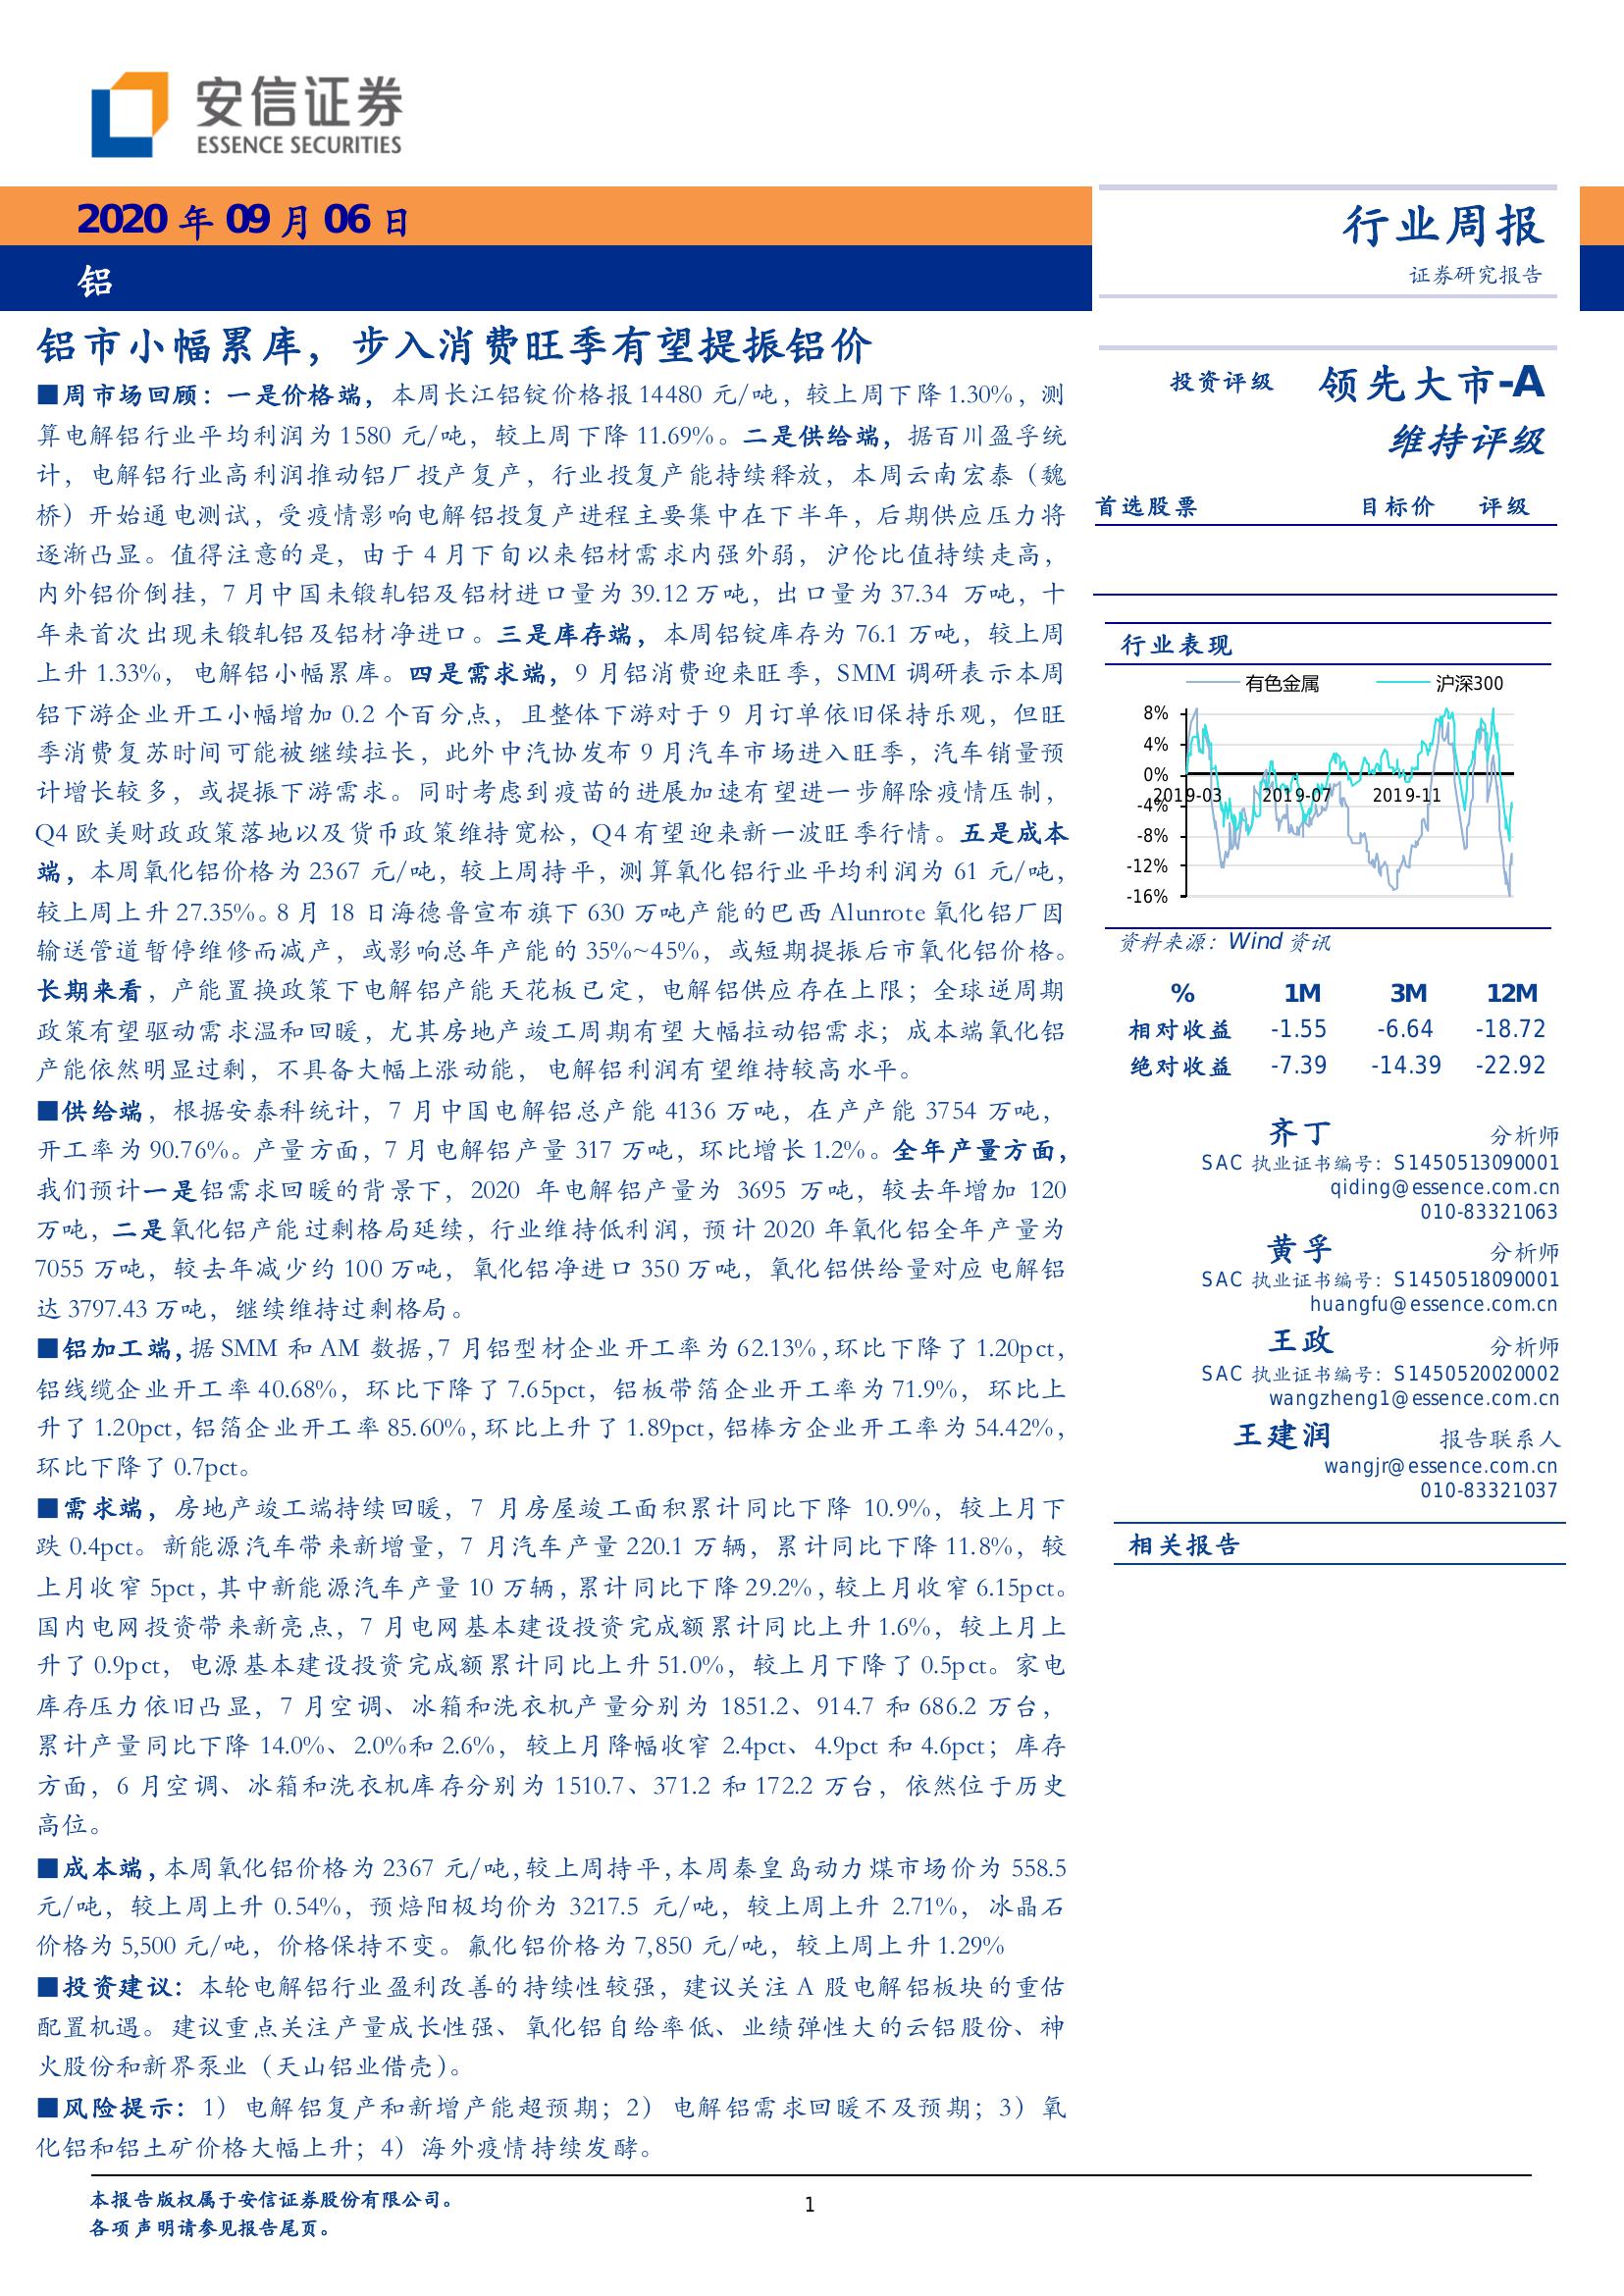 安信证券
ESSENCE SECURITIES
2020 年 09 月 06 日
铝
行业周报
证券研究报告
铝市小幅累库，步入消费旺季有望提振铝价
■周市场回顾：一是价格端，本周长江铝锭价格报 14480 元/吨，较上周下降 1.30%，测
算电解铝行业平均利润为 1580 元/吨，较上周下降 11.69%。二是供给端，据百川盈孚统
计，电解铝行业高利润推动铝厂投产复产，行业投复产能持续释放，本周云南宏泰（魏
桥）开始通电测试，受疫情影响电解铝投复产进程主要集中在下半年，后期供应压力将
逐渐凸显。值得注意的是，由于 4 月下旬以来铝材需求内强外弱，沪伦比值持续走高，
内外铝价倒挂，7 月中国未锻轧铝及铝材进口量为 39.12 万吨，出口量为 37.34 万吨，十
年来首次出现未锻轧铝及铝材净进口。三是库存端，本周铝锭库存为 76.1 万吨，较上周
上升 1.33%，电解铝小幅累库。四是需求端，9 月铝消费迎来旺季，SMM 调研表示本周
铝下游企业开工小幅增加 0.2 个百分点，且整体下游对于 9 月订单依旧保持乐观，但旺
季消费复苏时间可能被继续拉长，此外中汽协发布 9 月汽车市场进入旺季，汽车销量预
计增长较多，或提振下游需求。同时考虑到疫苗的进展加速有望进一步解除疫情压制，
Q4 欧美财政政策落地以及货币政策维持宽松，Q4 有望迎来新一波旺季行情。五是成本
端，本周氧化铝价格为 2367 元/吨，较上周持平，测算氧化铝行业平均利润为 61 元/吨，
较上周上升 27.35%。8 月 18 日海德鲁宣布旗下 630 万吨产能的巴西 Alunrote 氧化铝厂因
输送管道暂停维修而减产，或影响总年产能的 35%~45%，或短期提振后市氧化铝价格。
长期来看，产能置换政策下电解铝产能天花板已定，电解铝供应存在上限；全球逆周期
政策有望驱动需求温和回暖，尤其房地产竣工周期有望大幅拉动铝需求；成本端氧化铝
产能依然明显过剩，不具备大幅上涨动能，电解铝利润有望维持较高水平。
■供给端，根据安泰科统计，7 月中国电解铝总产能 4136 万吨，在产产能 3754 万吨，
开工率为 90.76%。产量方面，7 月电解铝产量 317 万吨，环比增长 1.2%。全年产量方面，
我们预计一是铝需求回暖的背景下，2020 年电解铝产量为 3695 万吨，较去年增加 120
万吨，二是氧化铝产能过剩格局延续，行业维持低利润，预计 2020 年氧化铝全年产量为
7055 万吨，较去年减少约 100 万吨，氧化铝净进口 350 万吨，氧化铝供给量对应电解铝
达 3797.43 万吨，继续维持过剩格局。
■铝加工端，据 SMM 和 AM 数据，7 月铝型材企业开工率为 62.13%，环比下降了 1.20pct，
铝线缆企业开工率 40.68%，环比下降了 7.65pct，铝板带箔企业开工率为 71.9%，环比上
升了 1.20pct，铝箔企业开工率 85.60%，环比上升了 1.89pct，铝棒方企业开工率为 54.42%，
环比下降了 0.7pct。
■需求端，房地产竣工端持续回暖，7 月房屋竣工面积累计同比下降 10.9%，较上月下
跌 0.4pct。新能源汽车带来新增量，7 月汽车产量 220.1 万辆，累计同比下降 11.8%，较
上月收窄 5pct，其中新能源汽车产量 10 万辆，累计同比下降 29.2%，较上月收窄 6.15pct。
国内电网投资带来新亮点，7 月电网基本建设投资完成额累计同比上升 1.6%，较上月上
升了 0.9pct，电源基本建设投资完成额累计同比上升 51.0%，较上月下降了 0.5pct。家电
库存压力依旧凸显，7 月空调、冰箱和洗衣机产量分别为 1851.2、914.7 和 686.2 万台，
累计产量同比下降 14.0%、2.0%和 2.6%，较上月降幅收窄 2.4pct、4.9pct 和 4.6pct；库存
方面，6 月空调、冰箱和洗衣机库存分别为 1510.7、371.2 和 172.2 万台，依然位于历史
高位。
■成本端，本周氧化铝价格为 2367 元/吨，较上周持平，本周秦皇岛动力煤市场价为 558.5
元/吨，较上周上升 0.54%，预焙阳极均价为 3217.5 元/吨，较上周上升 2.71%，冰晶石
价格为 5,500 元/吨，价格保持不变。氟化铝价格为 7,850 元/吨，较上周上升 1.29%
■投资建议：本轮电解铝行业盈利改善的持续性较强，建议关注 A 股电解铝板块的重估
配置机遇。建议重点关注产量成长性强、氧化铝自给率低、业绩弹性大的云铝股份、神
火股份和新界泵业（天山铝业借壳）。
■风险提示：1）电解铝复产和新增产能超预期；2）电解铝需求回暖不及预期；3）氧
化铝和铝土矿价格大幅上升；4）海外疫情持续发酵。
投资评级 领先大市-A
维持评级
首选股票 目标价 评级
行业表现
有色金属 沪深300
8%
4%
0%
-4%
-8%
-12%
-16%
2019-03 2019-07 2019-11
资料来源：Wind 资讯
% 1M 3M 12M
相对收益 -1.55 -6.64 -18.72
绝对收益 -7.39 -14.39 -22.92
齐丁 分析师
SAC 执业证书编号：S1450513090001
qiding@essence.com.cn
010-83321063
黄孚 分析师
SAC 执业证书编号：S1450518090001
huangfu@essence.com.cn
王政 分析师
SAC 执业证书编号：S1450520020002
wangzheng1@essence.com.cn
王建润 报告联系人
wangjr@essence.com.cn
010-83321037
相关报告
本报告版权属于安信证券股份有限公司。
各项声明请参见报告尾页。
1